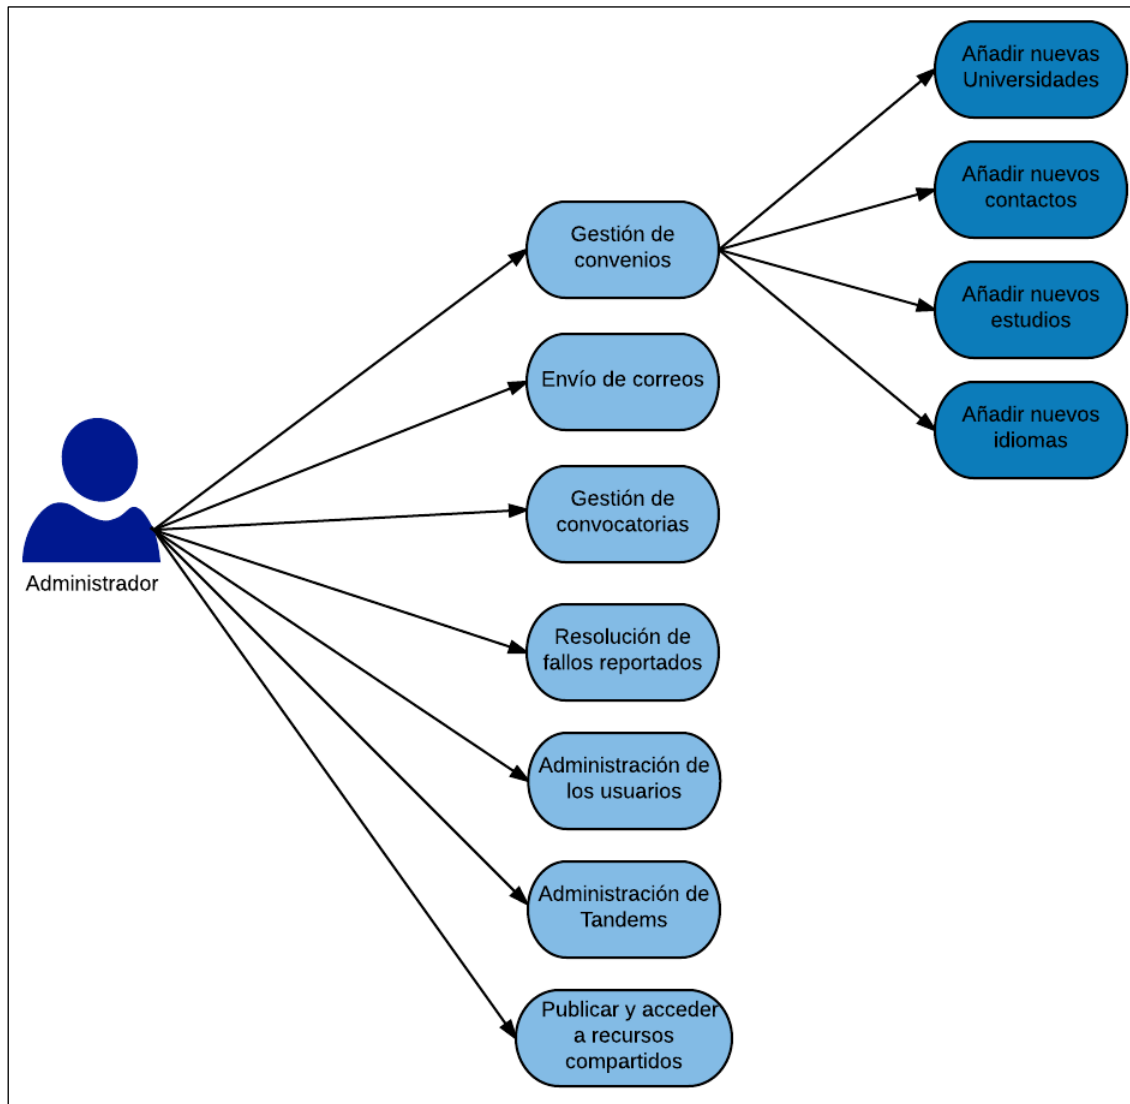 Añadir nuevas
Universidades
Añadir nuevos
contactos
Gestión de
convenios
Añadir nuevos
estudios
Envío de correos
Añadir nuevos
idiomas
Gestión de
convocatorias
Administrador
Resolución de
fallos reportados
Administración de
los usuarios
Administración de
Tandems
Publicar y acceder
a recursos
compartidos